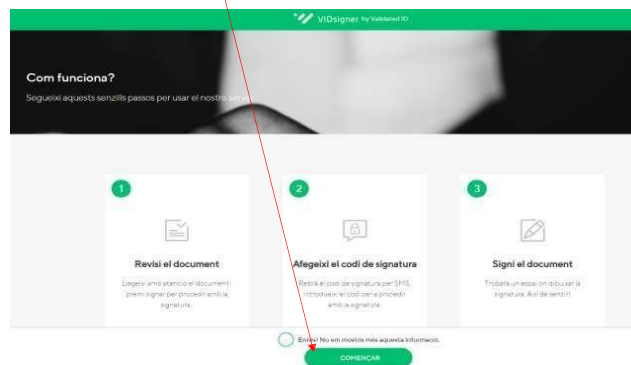 VIDsigner by Validated ID
Com funciona?
Segueixi aquests senzills passos per usar el nostre servei
1
2
3
Revisi el document
Afegeixi el codi de signatura
Signi el document
Llegeixi amb atenció el document i
premi signar per procedir amb la
signatura.
Rebrà el codi de signatura per SMS,
introdueixi el codi per a procedir
amb la signatura.
Trobarà un espai on dibuixar la
signatura. Així de senzill!
Entesi! No em mostris més aquesta informació.
COMENÇAR